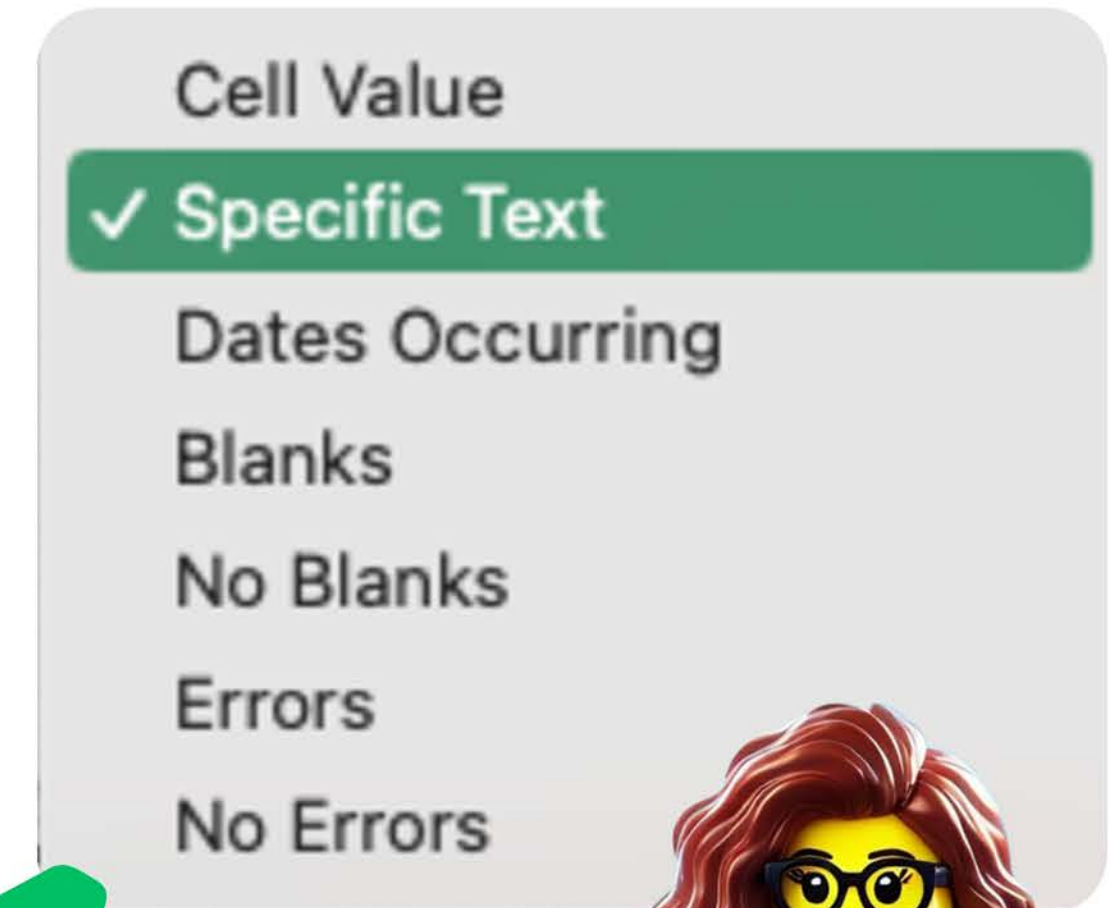 Cell Value
✓ Specific Text
Dates Occurring
Blanks
No Blanks
Errors
No Errors